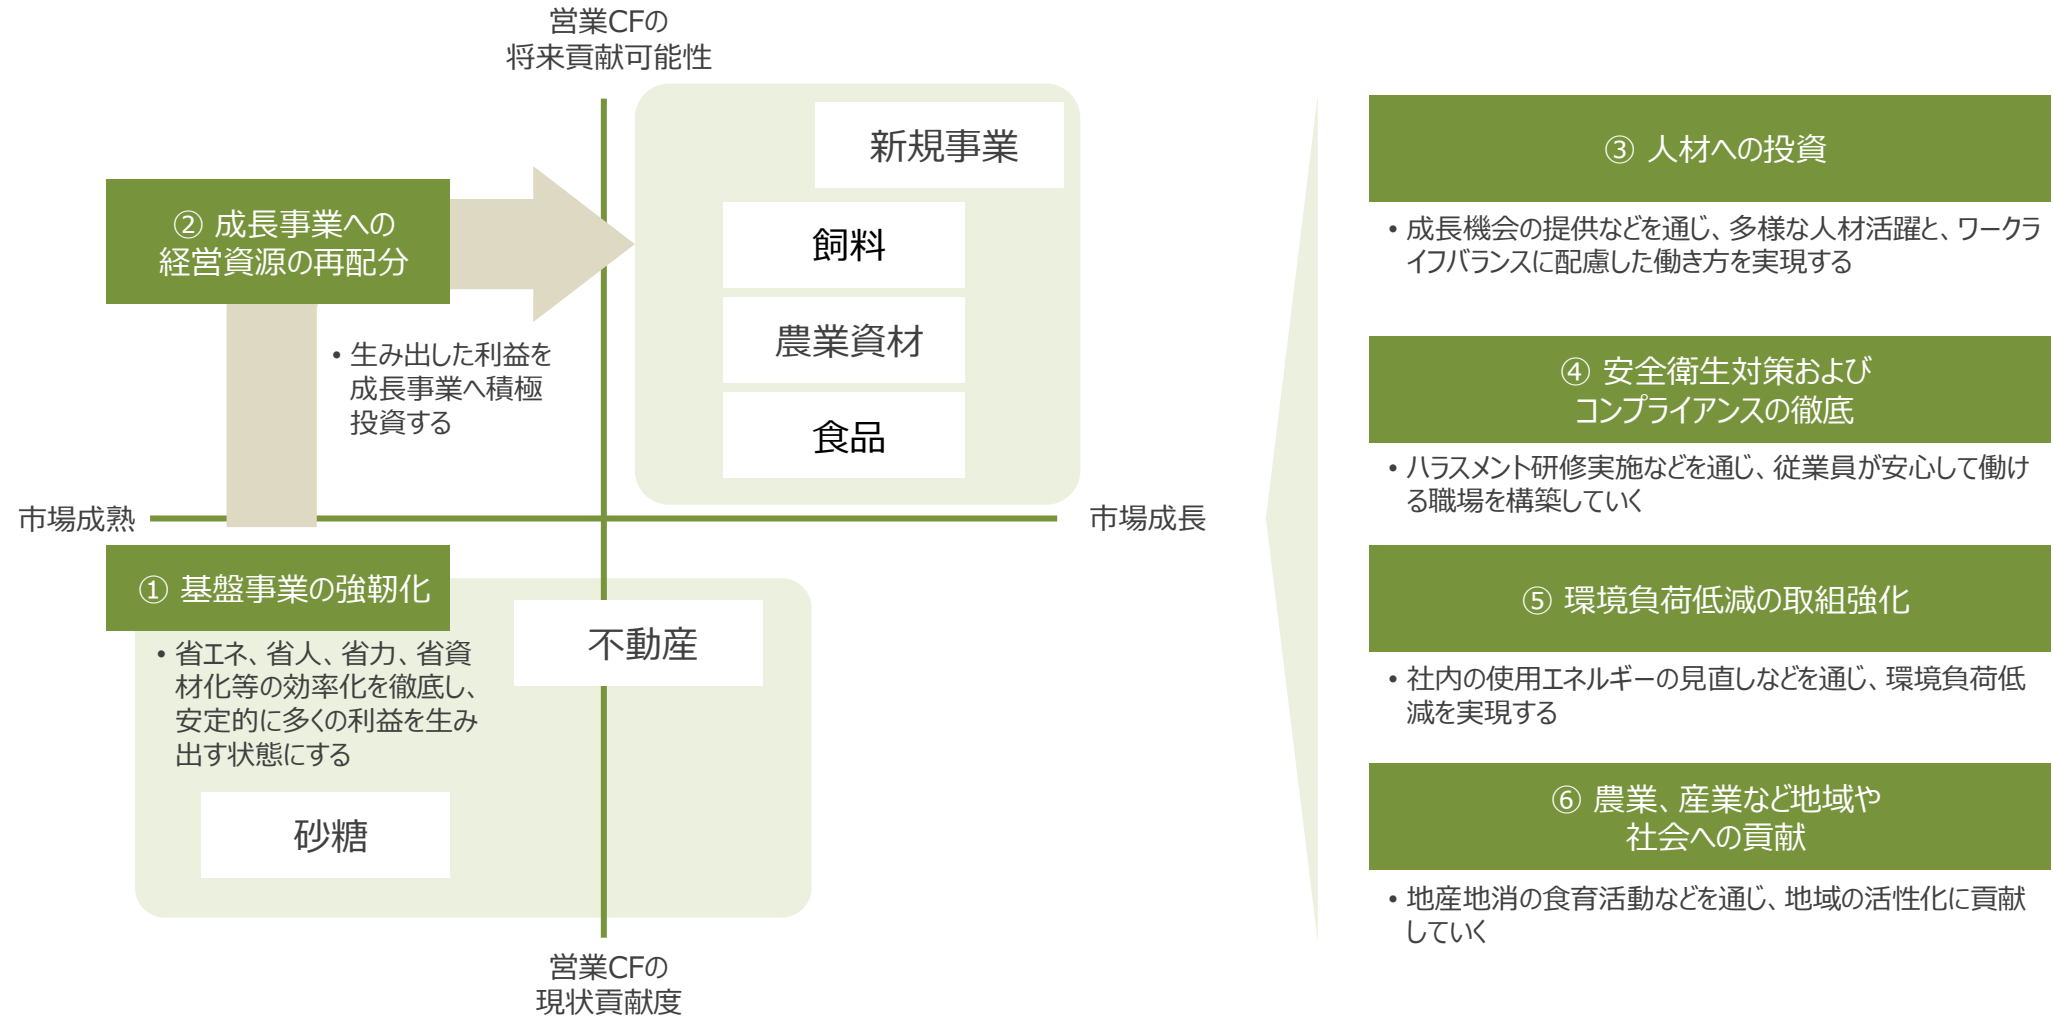 営業CFの
将来貢献可能性
新規事業
飼料
農業資材
食品
② 成長事業への
経営資源の再配分
• 生み出した利益を
成長事業へ積極
投資する
市場成熟
市場成長
① 基盤事業の強靭化
• 省エネ、省人、省力、省資
材化等の効率化を徹底し、
安定的に多くの利益を生み
出す状態にする
不動産
砂糖
営業CFの
現状貢献度
③ 人材への投資
• 成長機会の提供などを通じ、多様な人材活躍と、ワークラ
イフバランスに配慮した働き方を実現する
④ 安全衛生対策および
コンプライアンスの徹底
• ハラスメント研修実施などを通じ、従業員が安心して働け
る職場を構築していく
⑤ 環境負荷低減の取組強化
• 社内の使用エネルギーの見直しなどを通じ、環境負荷低
減を実現する
⑥ 農業、産業など地域や
社会への貢献
• 地産地消の食育活動などを通じ、地域の活性化に貢献
していく